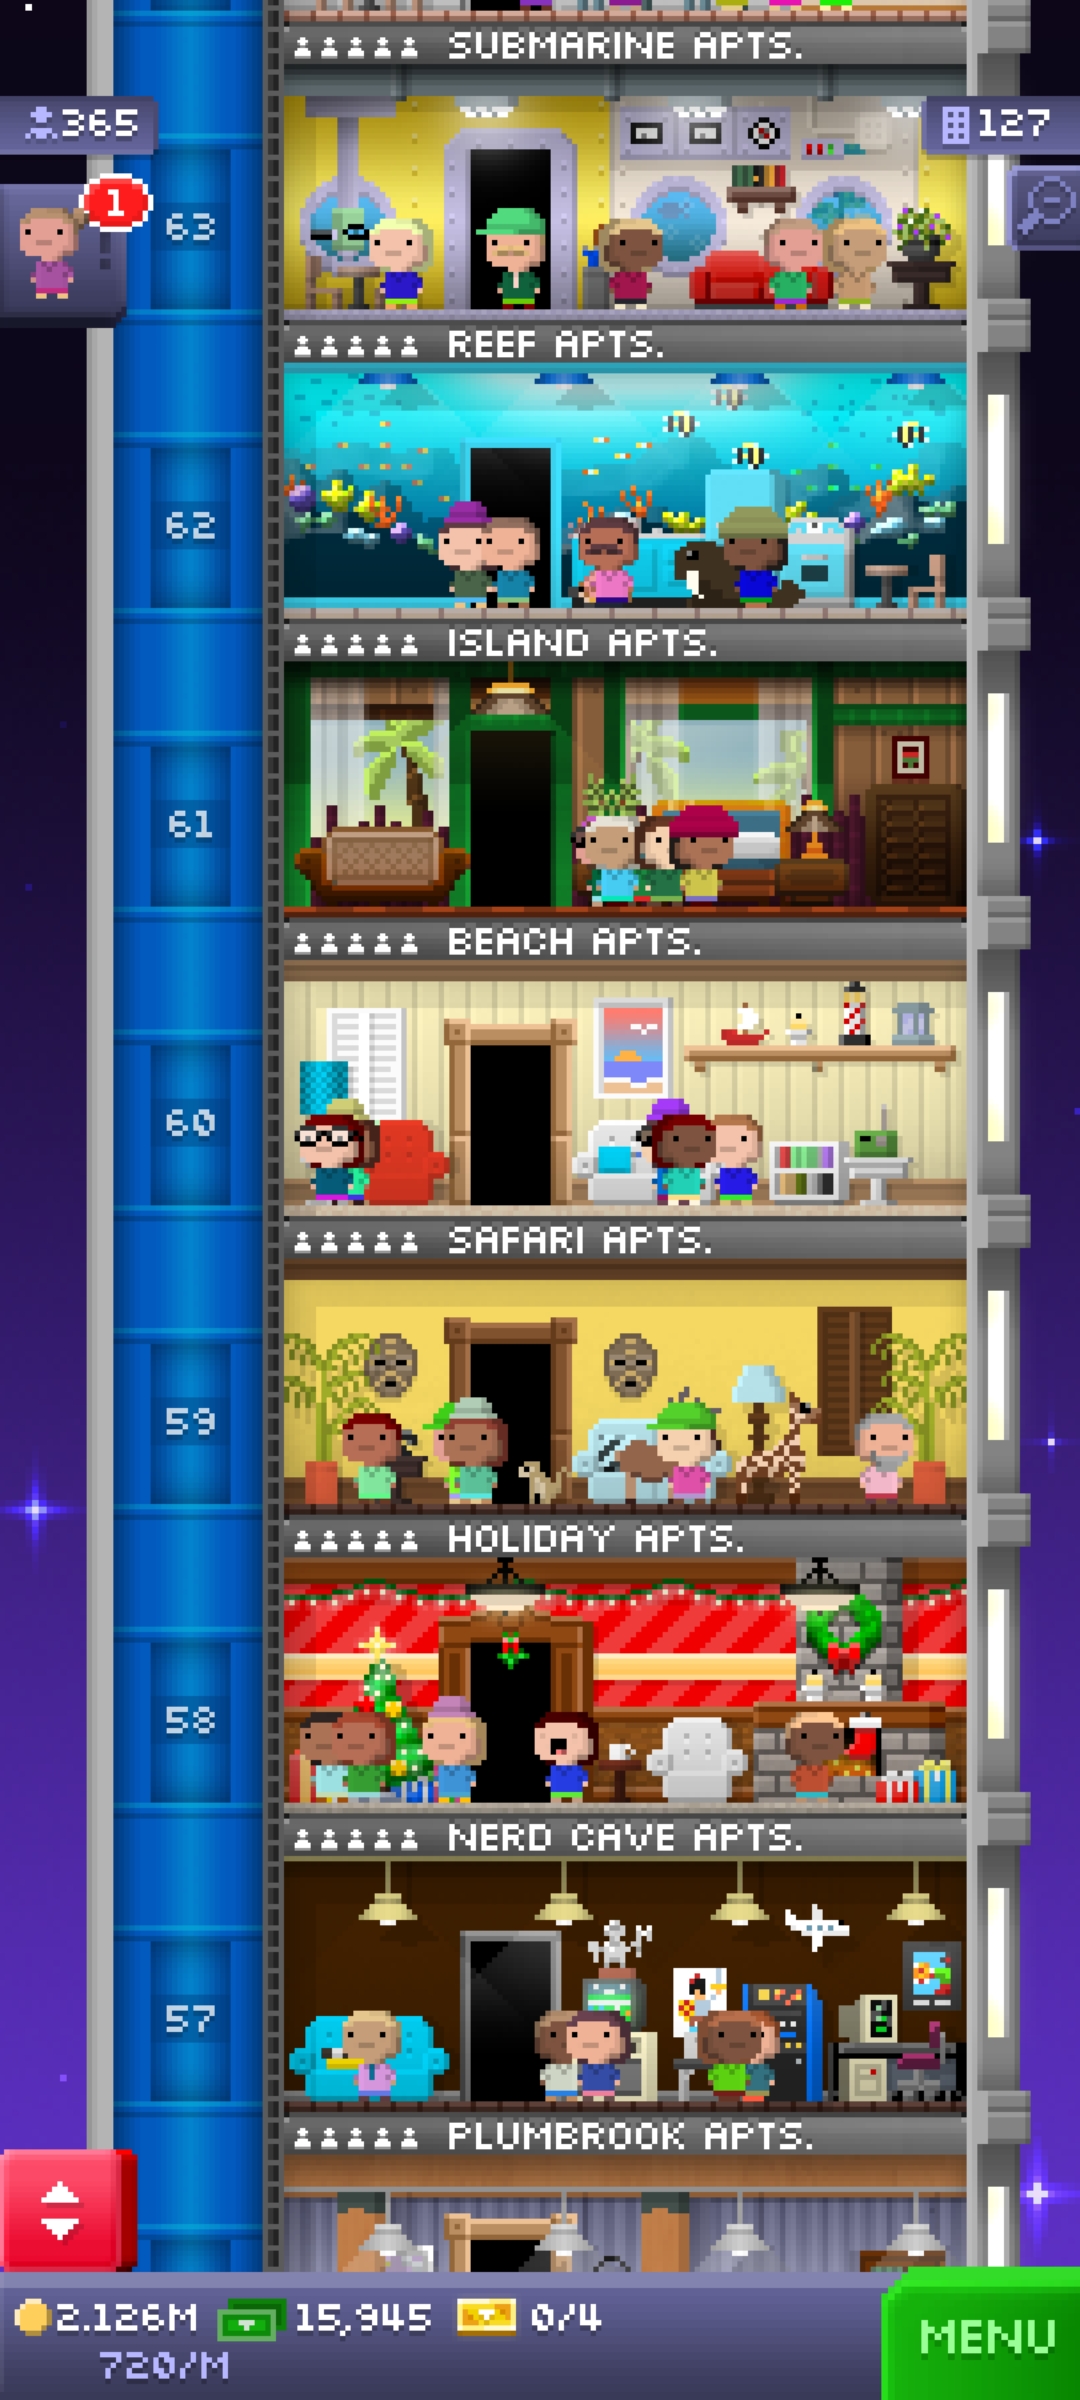 SUBMARINE APTS.
365
127
1
63
REEF APTS.
62
ISLAND APTS.
61
BEACH APTS.
60
SAFARI APTS.
59
HOLIDAY APTS.
58
NERD CAVE APTS.
57
PLUMBROOK APTS.
2.126M 15,945 0/4
720/M
MENU